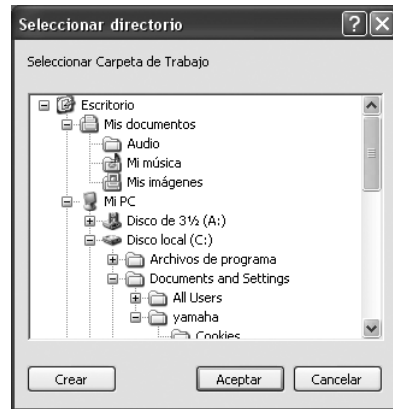 Seleccionar directorio
Seleccionar Carpeta de Trabajo
Escritorio
Mis documentos
Audio
Mi música
Mis imágenes
Mi PC
Disco de 3½ (A:)
Disco local (C:)
Archivos de programa
Documents and Settings
All Users
yamaha
Cookies
Crear
Aceptar
Cancelar